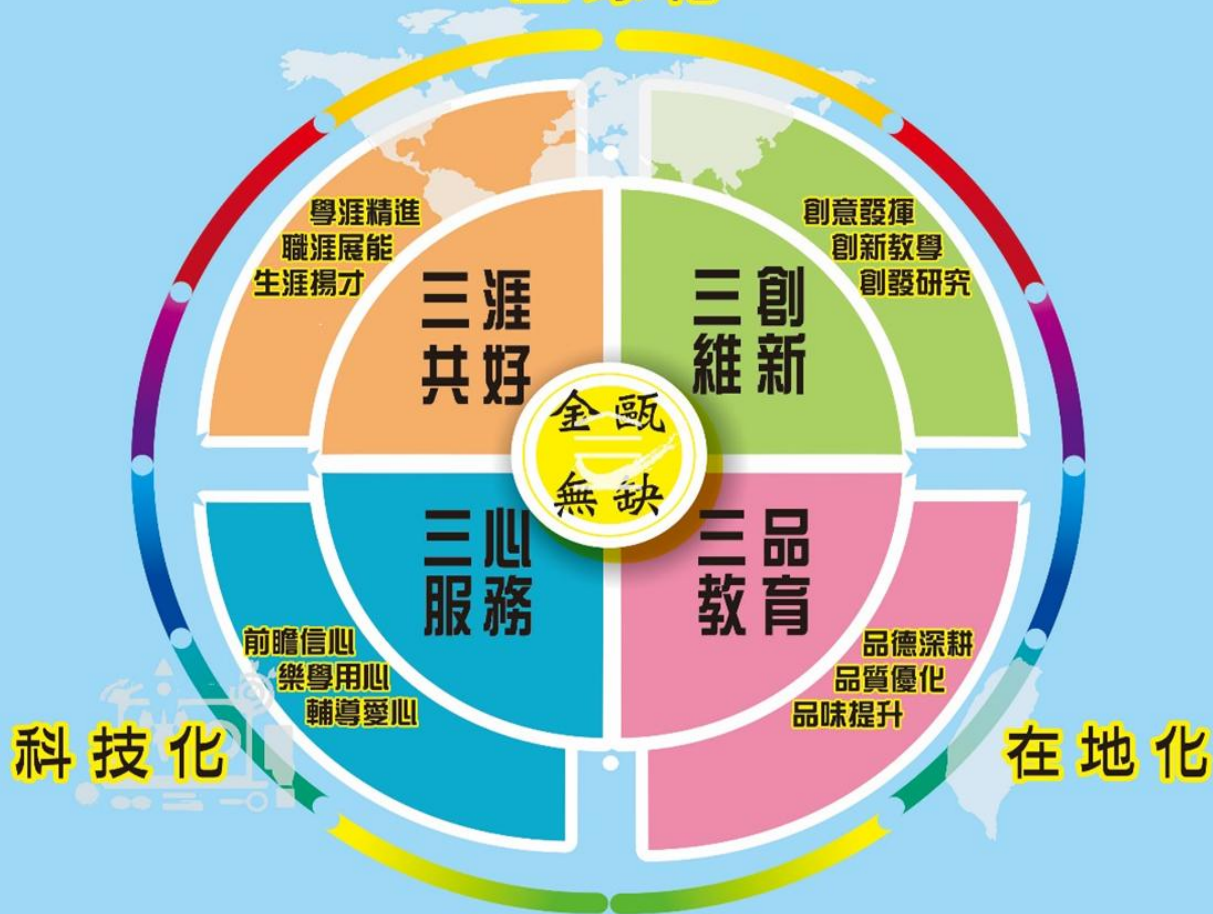 學涯精進
職涯展能
生涯揚才
三涯
共好
創意發揮
創新教學
創發研究
三創
維新
金甌
無缺
三心
服務
前瞻信心
樂學用心
輔導愛心
三品
教育
品德深耕
品質優化
品味提升
科技化
在地化